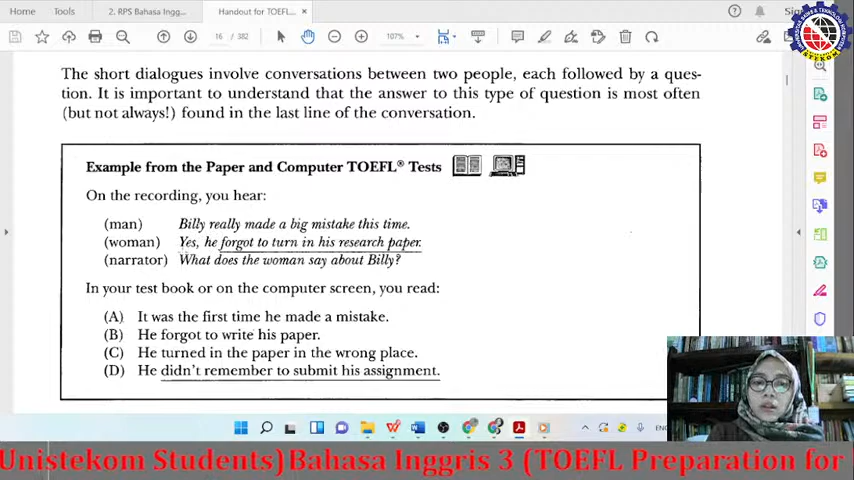 Home Tools 2. RPS Bahasa Ingg... Handout for TOEFL... × Sign
16 / 382 107%
The short dialogues involve conversations between two people, each followed by a ques-
tion. It is important to understand that the answer to this type of question is most often
(but not always!) found in the last line of the conversation.
Example from the Paper and Computer TOEFL® Tests
On the recording, you hear:
(man) Billy really made a big mistake this time.
(woman) Yes, he forgot to turn in his research paper.
(narrator) What does the woman say about Billy?
In your test book or on the computer screen, you read:
(A) It was the first time he made a mistake.
(B) He forgot to write his paper.
(C) He turned in the paper in the wrong place.
(D) He didn't remember to submit his assignment.
STEKOM
Unistekom Students) Bahasa Inggris 3 (TOEFL Preparation for